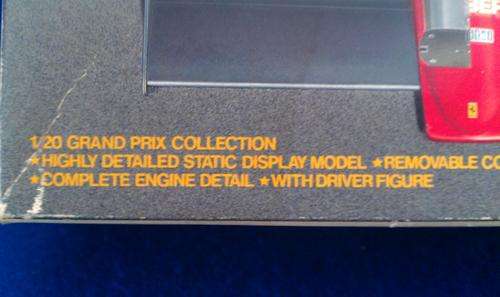 1/20 GRAND PRIX COLLECTION
★HIGHLY DETAILED STATIC DISPLAY MODEL ★REMOVABLE
★COMPLETE ENGINE DETAIL ★WITH DRIVER FIGURE